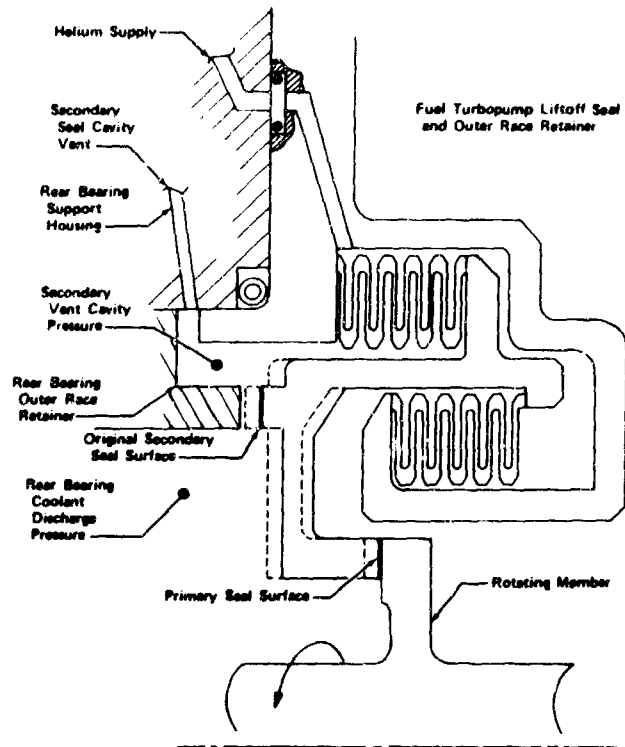 Helium Supply
Secondary
Seal Cavity
Vent
Rear Bearing
Support
Housing
Secondary
Vent Cavity
Pressure
Rear Bearing
Outer Race
Retainer
Original Secondary
Seal Surface
Rear Bearing
Coolant
Discharge
Pressure
Primary Seal Surface
Fuel Turbopump Liftoff Seal
and Outer Race Retainer
Rotating Member